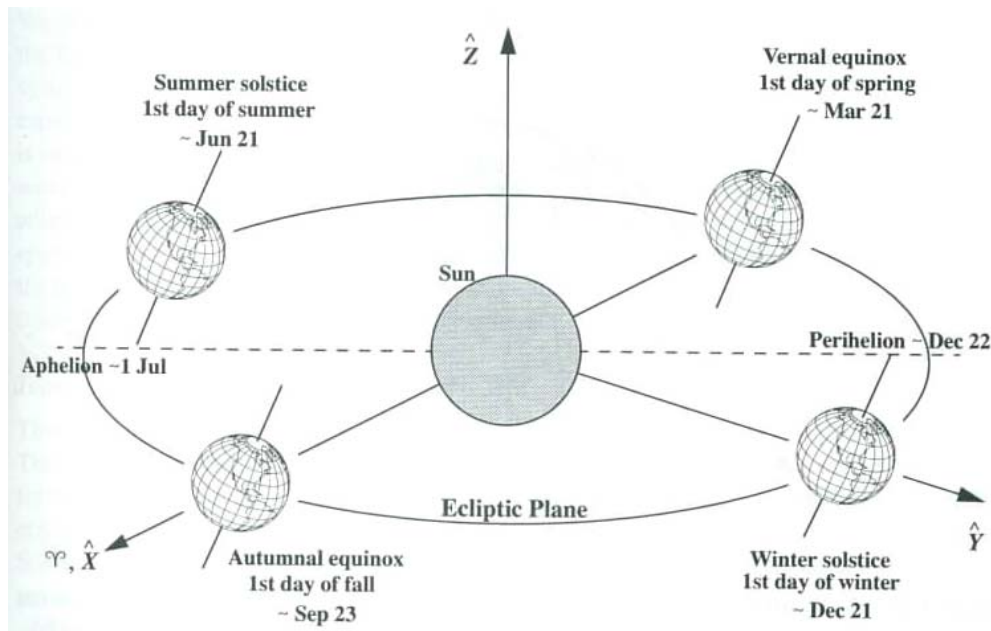 Ẑ
Vernal equinox
1st day of spring
~ Mar 21
Summer solstice
1st day of summer
~ Jun 21
Sun
Perihelion ~ Dec 22
Aphelion ~1 Jul
Ecliptic Plane
♈, X̂
Autumnal equinox
1st day of fall
~ Sep 23
Ŷ
Winter solstice
1st day of winter
~ Dec 21